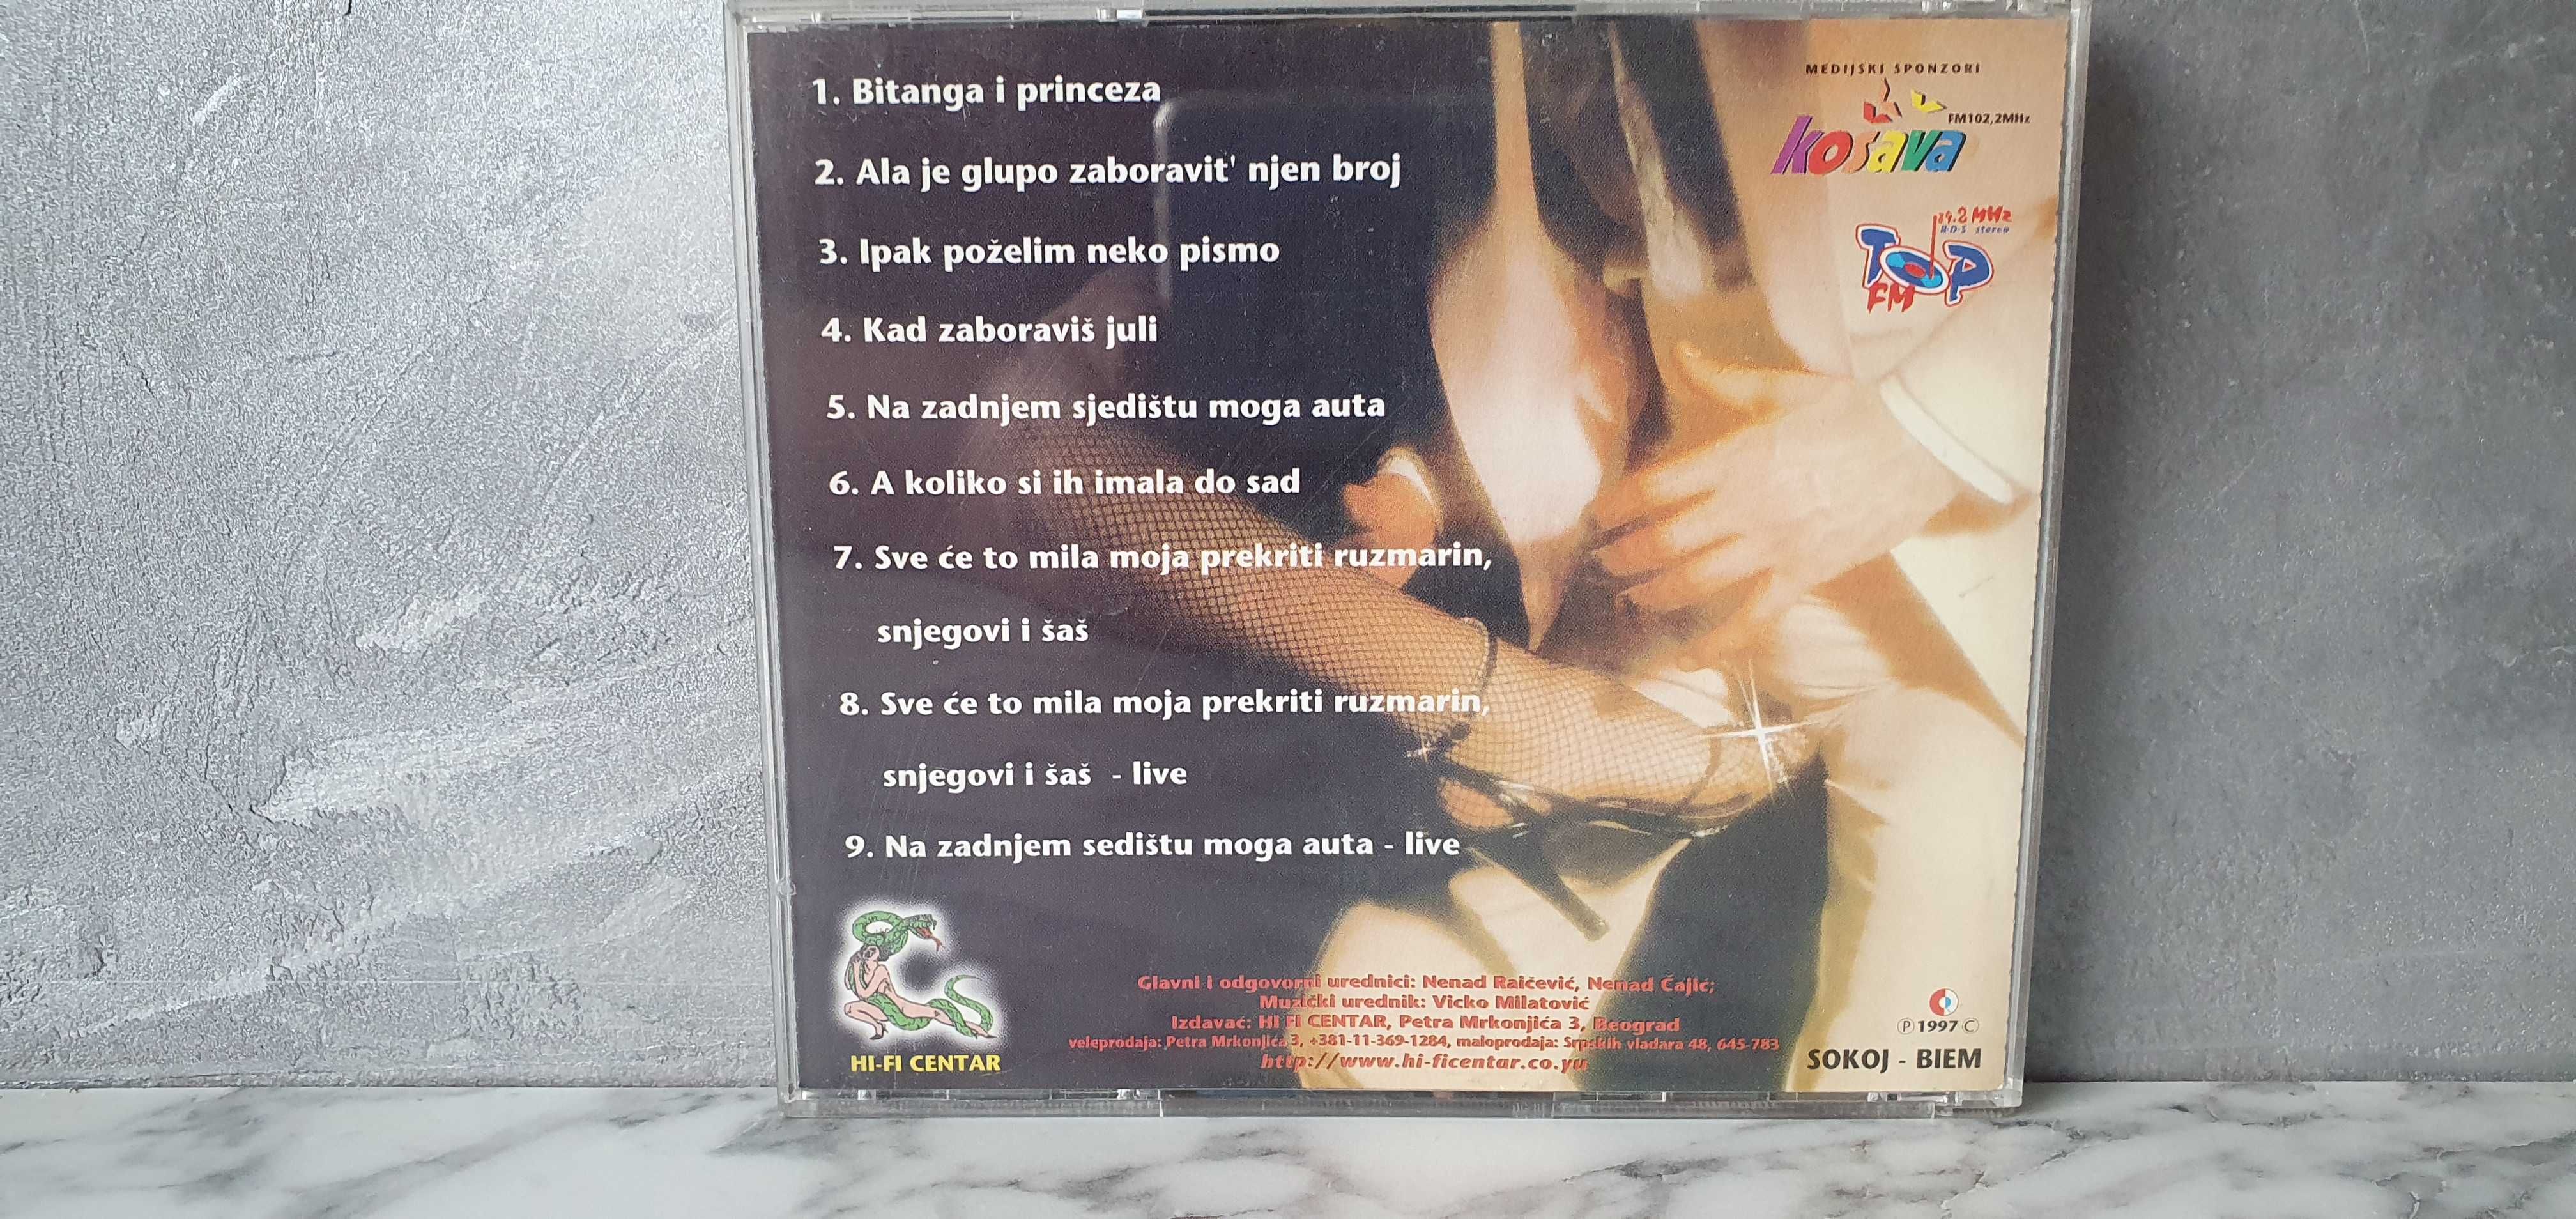 1. Bitanga i princeza
2. Ala je glupo zaboravit' njen broj
3. Ipak poželim neko pismo
4. Kad zaboraviš juli
5. Na zadnjem sjedištu moga auta
6. A koliko si ih imala do sad
7. Sve će to mila moja prekriti ruzmarin,
snjegovi i šaš
8. Sve će to mila moja prekriti ruzmarin,
snjegovi i šaš - live
9. Na zadnjem sedištu moga auta - live
MEDIJSKI SPONZORI
FM102,2MHz
kosava
MHz
R·D·S stereo
TOP
FM
HI-FI CENTAR
Glavni i odgovorni urednici: Nenad Raičević, Nenad Čajić;
Muzički urednik: Vicko Milatović
Izdavač: HI FI CENTAR, Petra Mrkonjića 3, Beograd
veleprodaja: Petra Mrkonjića 3, +381-11-369-1284, maloprodaja: Srpskih vladara 48, 645-783
http://www.hi-ficentar.co.yu
Ⓟ 1997 ©
SOKOJ - BIEM